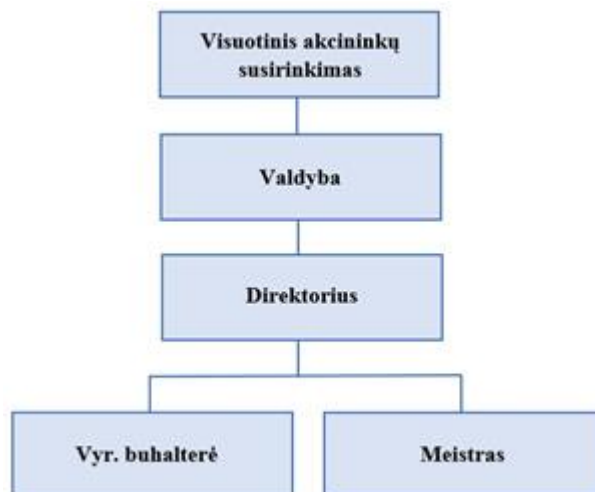 Visuotinis akcininkų
susirinkimas
Valdyba
Direktorius
Vyr. buhalterė
Meistras